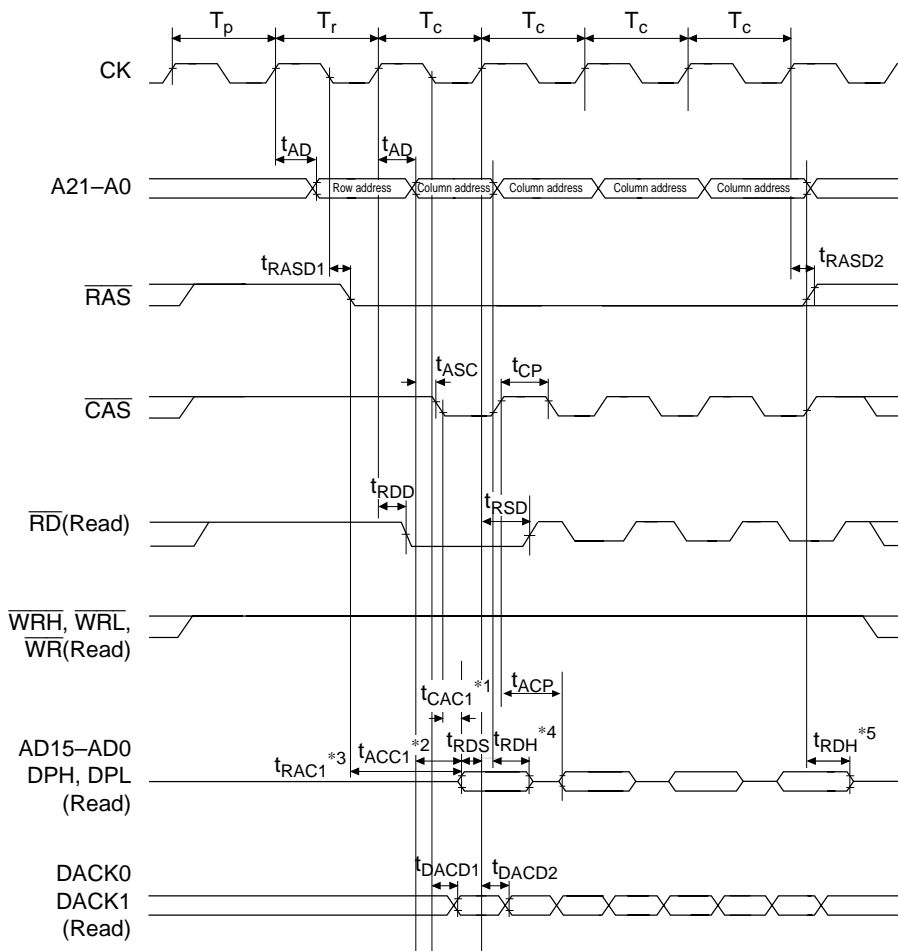 Tp Tr Tc Tc Tc Tc
CK
tAD tAD
A21–A0 Row address Column address Column address Column address Column address
tRASD1 tRASD2
RAS
tASC tCP
CAS
tRDD tRSD
RD(Read)
WRH, WRL,
WR(Read)
tCAC1*1 tACP
AD15–AD0
DPH, DPL
(Read)
tRAC1*3 tACC1*2 tRDS tRDH*4 tRDH*5
DACK0
DACK1
(Read)
tDACD1 tDACD2